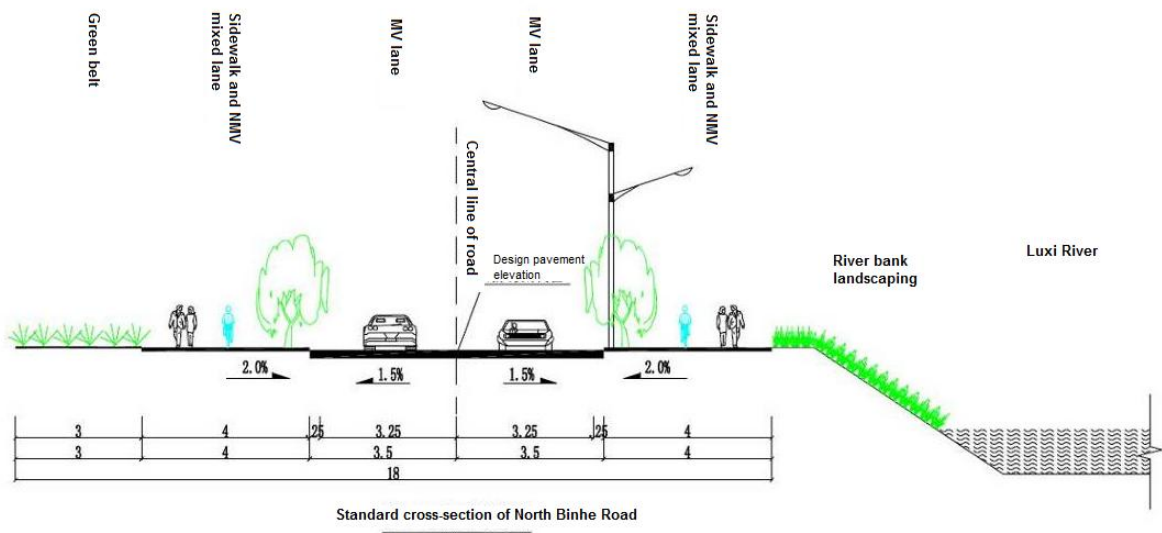 Green belt
Sidewalk and NMV
mixed lane
MV lane
MV lane
Sidewalk and NMV
mixed lane
Central line of road
Design pavement
elevation
River bank
landscaping
Luxi River
2.0%
1.5%
1.5%
2.0%
3 4 .25 3.25 3.25 .25 4
3 4 3.5 3.5 4
18
Standard cross-section of North Binhe Road